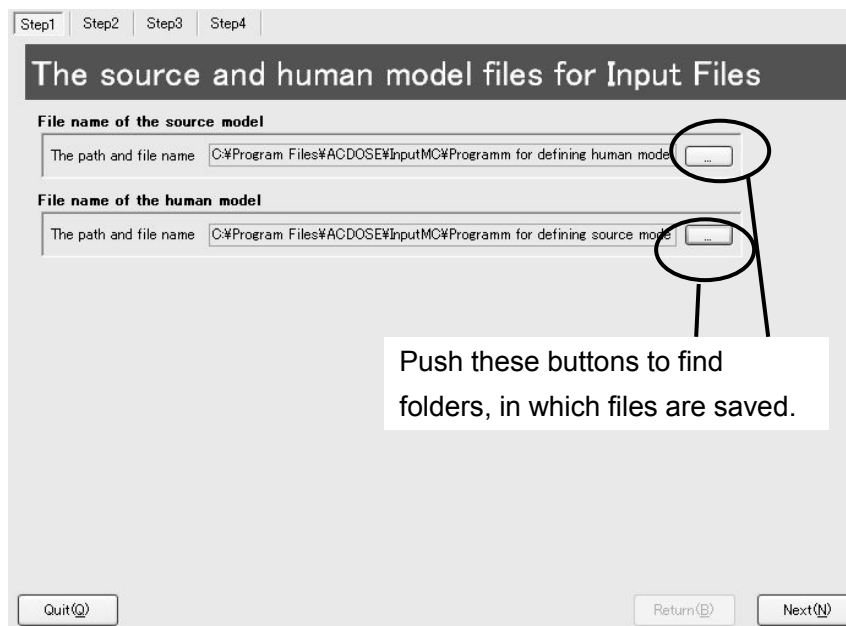 Step1 Step2 Step3 Step4
The source and human model files for Input Files
File name of the source model
The path and file name C:¥Program Files¥ACDOSE¥InputMC¥Programm for defining human mode ...
File name of the human model
The path and file name C:¥Program Files¥ACDOSE¥InputMC¥Programm for defining source mode ...
Push these buttons to find
folders, in which files are saved.
Quit(Q) Return(B) Next(N)